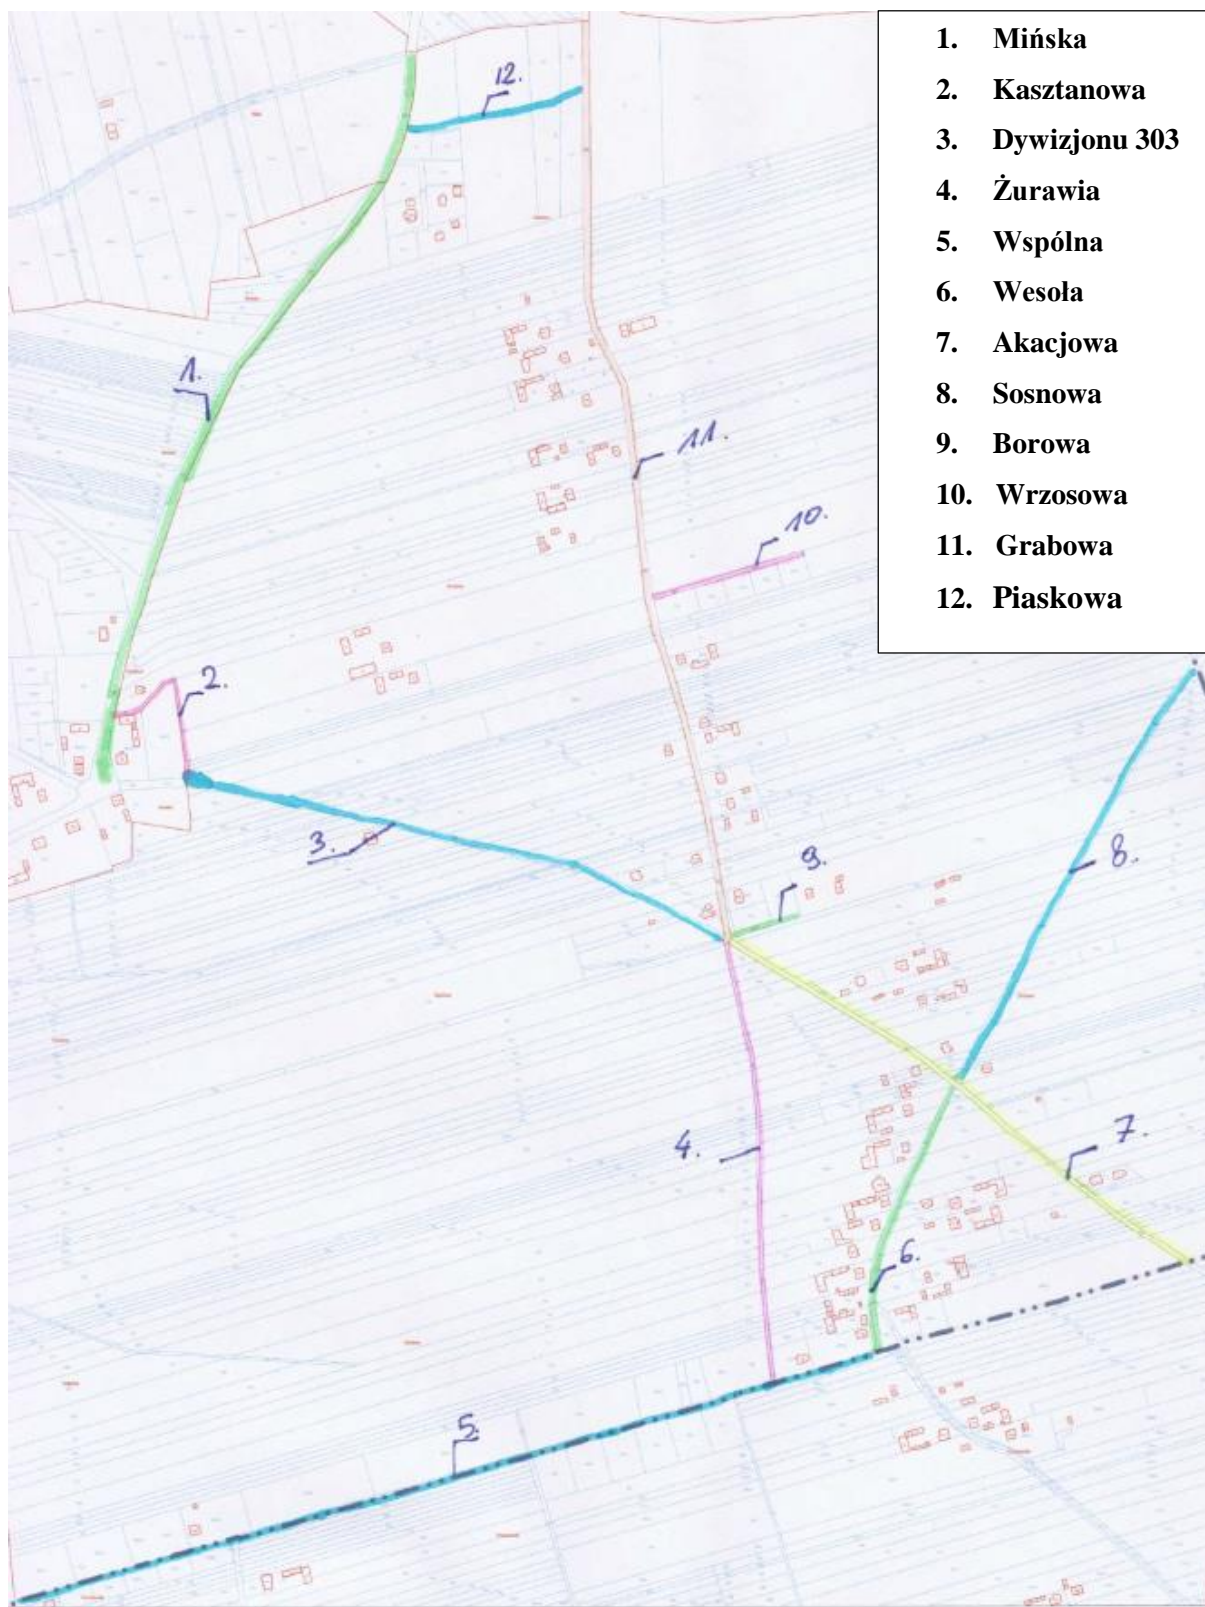 1. Mińska
2. Kasztanowa
3. Dywizjonu 303
4. Żurawia
5. Wspólna
6. Wesoła
7. Akacjowa
8. Sosnowa
9. Borowa
10. Wrzosowa
11. Grabowa
12. Piaskowa
12.
1.
11.
10.
2.
3.
9.
8.
4.
7.
6.
5.